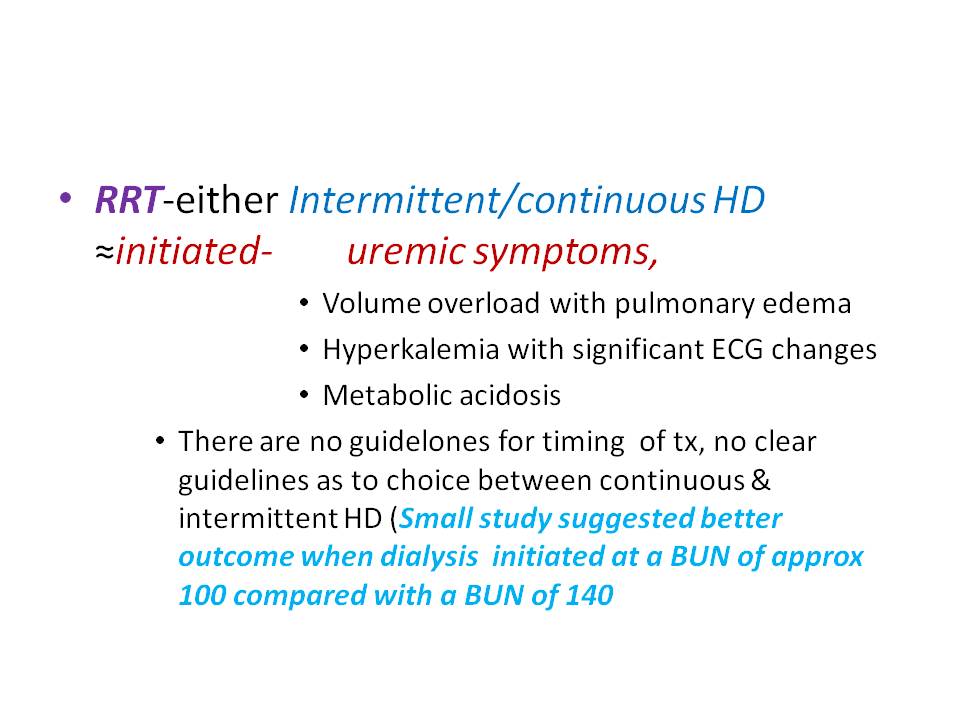 • RRT-either Intermittent/continuous HD
≈initiated- uremic symptoms,
• Volume overload with pulmonary edema
• Hyperkalemia with significant ECG changes
• Metabolic acidosis
• There are no guidelones for timing of tx, no clear
guidelines as to choice between continuous &
intermittent HD (Small study suggested better
outcome when dialysis initiated at a BUN of approx
100 compared with a BUN of 140